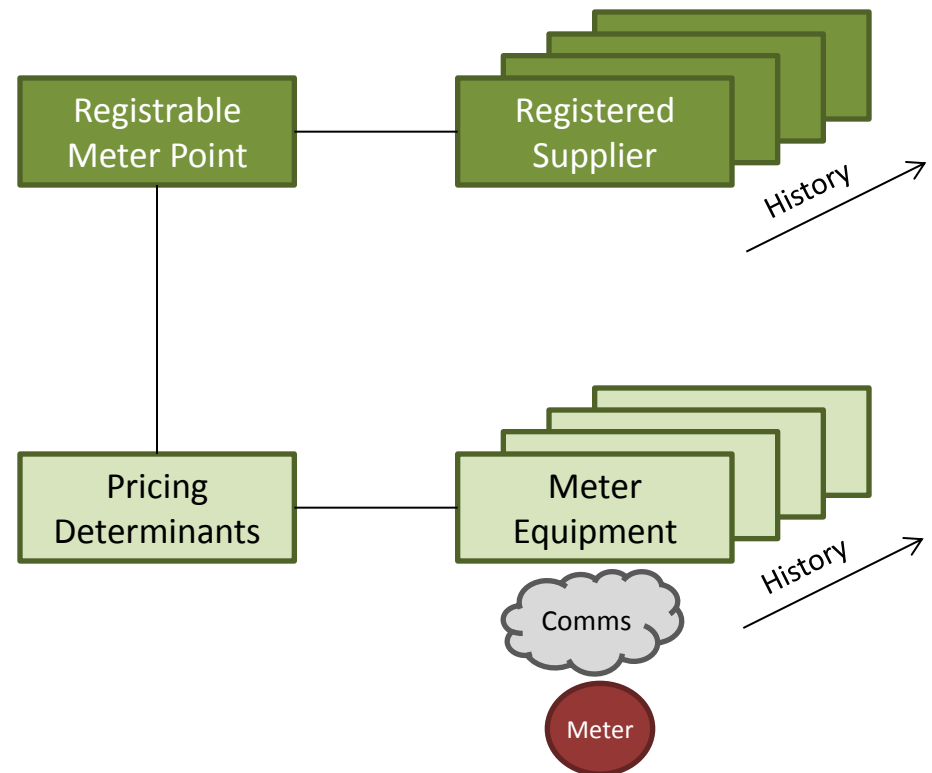 Registrable
Meter Point
Registered
Supplier
History
Pricing
Determinants
Meter
Equipment
History
Comms
Meter